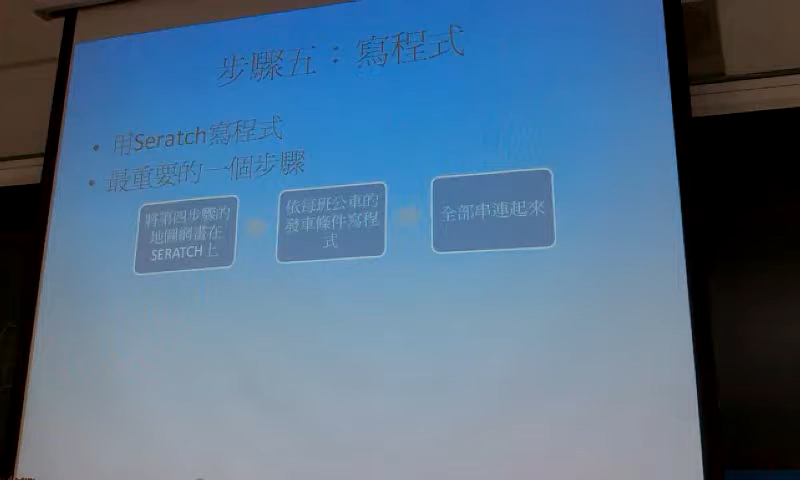 步驟五：寫程式
• 用Seratch寫程式
• 最重要的一個步驟
將第四步驟的
地圖網畫在
SERATCH上
依每班公車的
發車條件寫程
式
全部串連起來